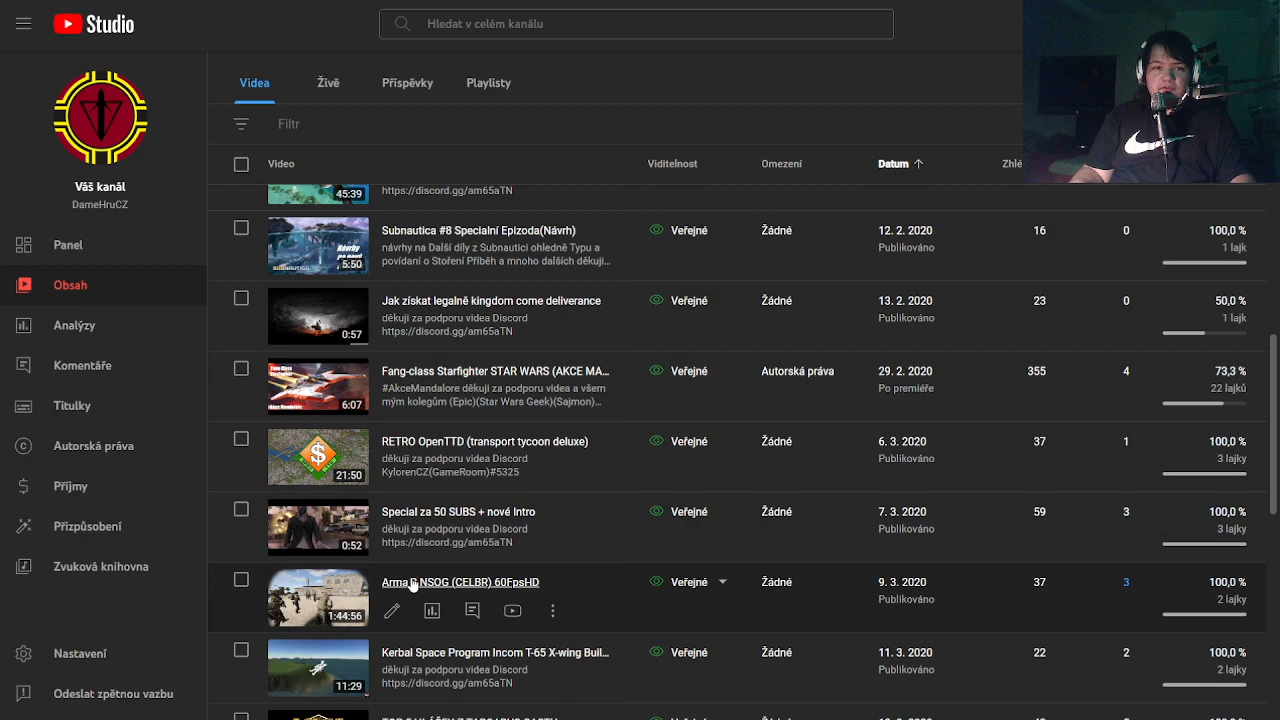 Studio
Hledat v celém kanálu
Váš kanál
DameHruCZ
Panel
Obsah
Analýzy
Komentáře
Titulky
Autorská práva
Příjmy
Přizpůsobení
Zvuková knihovna
Nastavení
Odeslat zpětnou vazbu
Videa Živě Příspěvky Playlisty
Filtr
Video Viditelnost Omezení Datum Zhlé
45:39 https://discord.gg/am65aTN
Subnautica #8 Specialní Epizoda(Návrh) Veřejné Žádné 12. 2. 2020 16 0 100,0 %
návrhy na Další díly z Subnautici ohledně Typu a Publikováno 1 lajk
povídaní o Stoření Příběh a mnoho dalších děkuji...
5:50
Jak získat legalně kingdom come deliverance Veřejné Žádné 13. 2. 2020 23 0 50,0 %
děkuji za podporu videa Discord Publikováno 1 lajk
https://discord.gg/am65aTN
0:57
Fang-class Starfighter STAR WARS (AKCE MA... Veřejné Autorská práva 29. 2. 2020 355 4 73,3 %
#AkceMandalore děkuji za podporu videa a všem Po premiéře 22 lajků
mým kolegům (Epic)(Star Wars Geek)(Sajmon)...
6:07
RETRO OpenTTD (transport tycoon deluxe) Veřejné Žádné 6. 3. 2020 37 1 100,0 %
děkuji za podporu videa Discord Publikováno 3 lajky
KylorenCZ(GameRoom)#5325
21:50
Special za 50 SUBS + nové Intro Veřejné Žádné 7. 3. 2020 59 3 100,0 %
děkuji za podporu videa Discord Publikováno 3 lajky
https://discord.gg/am65aTN
0:52
NSOG (CELBR) 60FpsHD Veřejné Žádné 9. 3. 2020 37 3 100,0 %
Publikováno 2 lajky
1:44:56
Kerbal Space Program Incom T-65 X-wing Buil... Veřejné Žádné 11. 3. 2020 22 2 100,0 %
děkuji za podporu videa Discord Publikováno 2 lajky
https://discord.gg/am65aTN
11:29